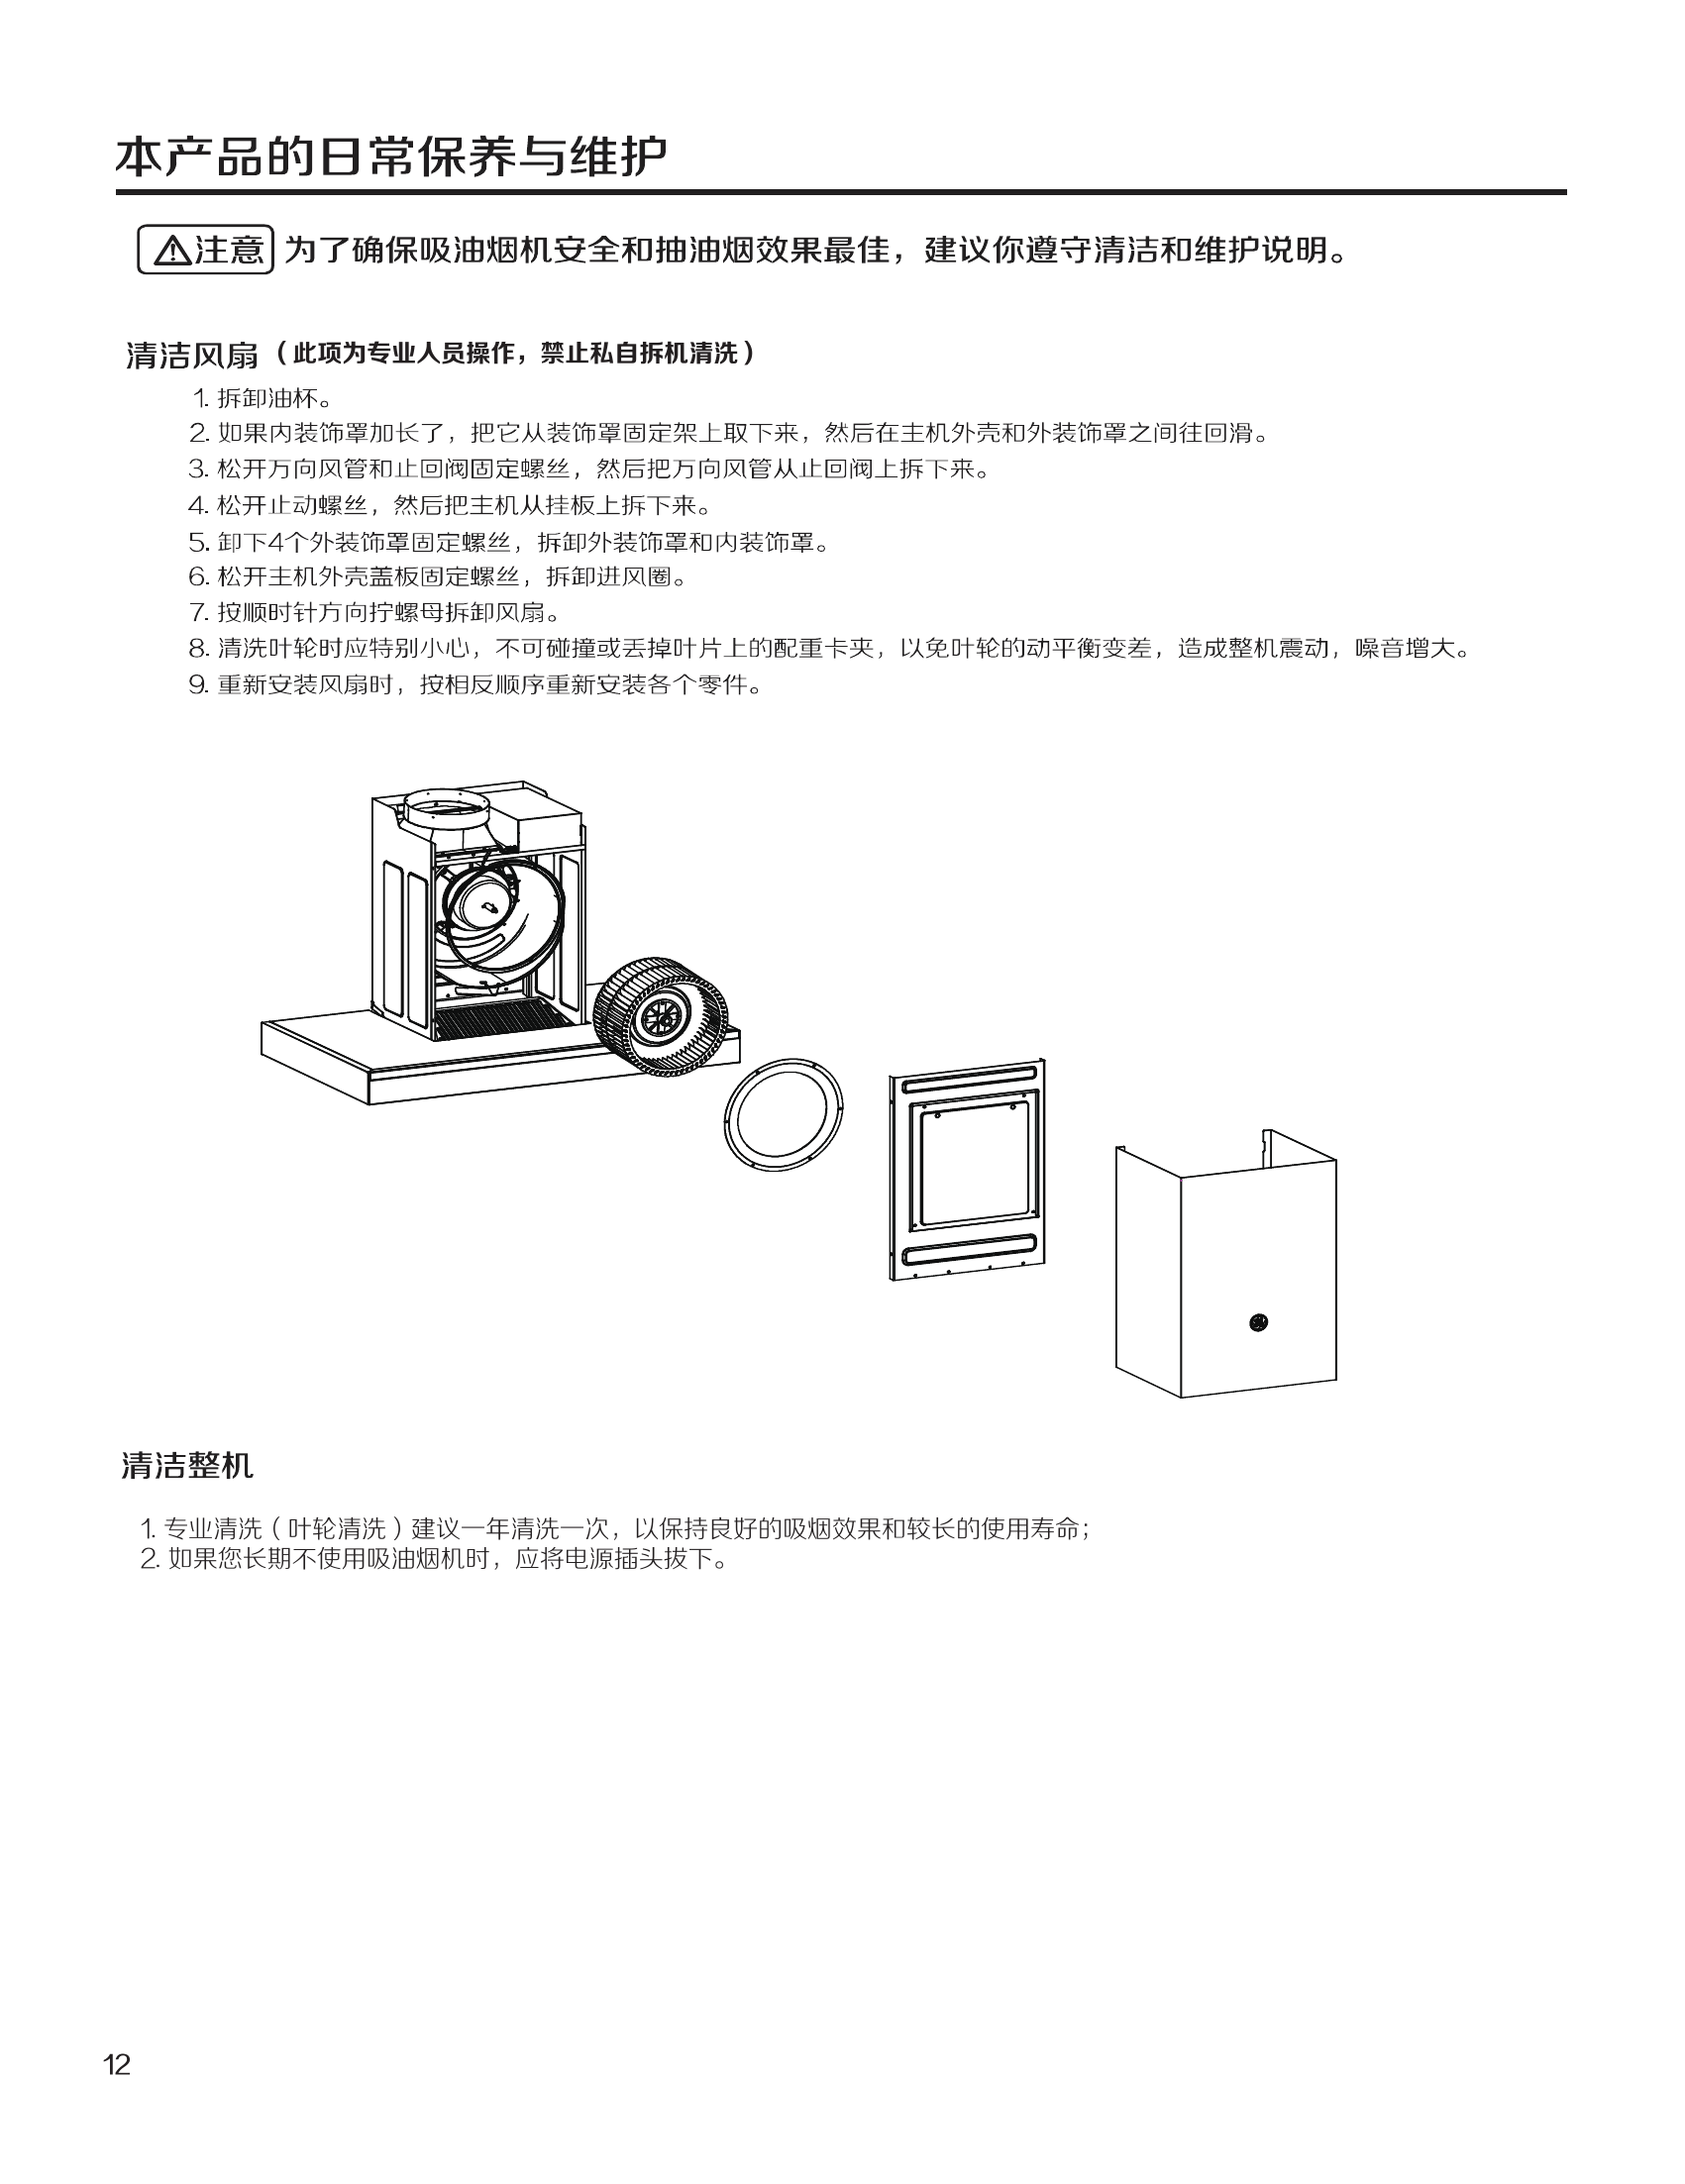 本产品的日常保养与维护
注意 为了确保吸油烟机安全和抽油烟效果最佳，建议你遵守清洁和维护说明。
清洁风扇（此项为专业人员操作，禁止私自拆机清洗）
1. 拆卸油杯。
2. 如果内装饰罩加长了，把它从装饰罩固定架上取下来，然后在主机外壳和外装饰罩之间往回滑。
3. 松开万向风管和止回阀固定螺丝，然后把万向风管从止回阀上拆下来。
4. 松开止动螺丝，然后把主机从挂板上拆下来。
5. 卸下4个外装饰罩固定螺丝，拆卸外装饰罩和内装饰罩。
6. 松开主机外壳盖板固定螺丝，拆卸进风圈。
7. 按顺时针方向拧螺母拆卸风扇。
8. 清洗叶轮时应特别小心，不可碰撞或丢掉叶片上的配重卡夹，以免叶轮的动平衡变差，造成整机震动，噪音增大。
9. 重新安装风扇时，按相反顺序重新安装各个零件。
清洁整机
1. 专业清洗（叶轮清洗）建议一年清洗一次，以保持良好的吸烟效果和较长的使用寿命；
2. 如果您长期不使用吸油烟机时，应将电源插头拔下。
12